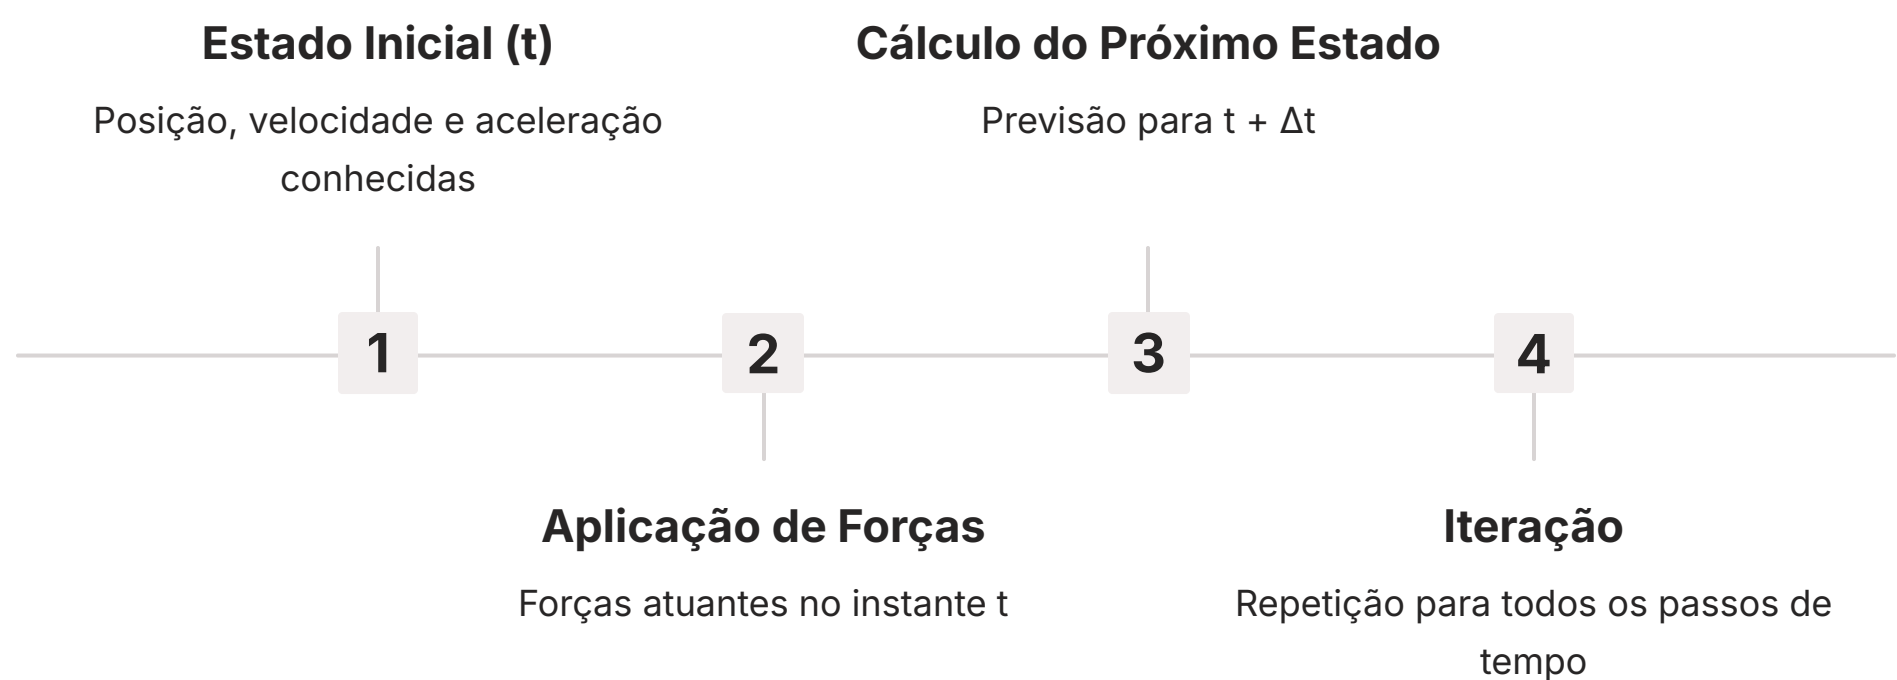 Estado Inicial (t)
Posição, velocidade e aceleração
conhecidas
1
2
Aplicação de Forças
Forças atuantes no instante t
Cálculo do Próximo Estado
Previsão para t + Δt
3
4
Iteração
Repetição para todos os passos de
tempo